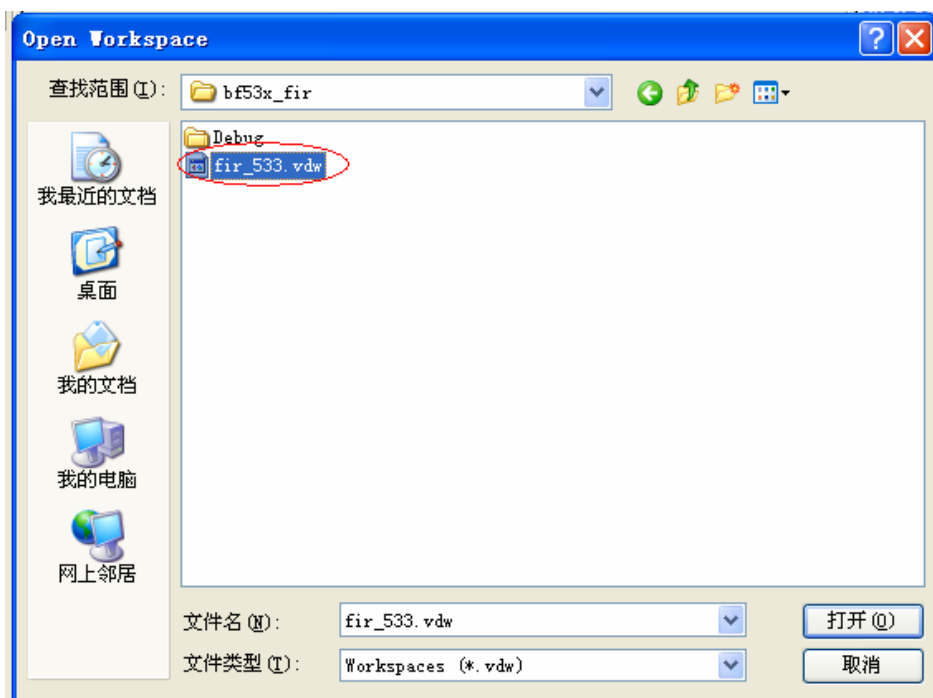 Open Workspace
查找范围(I):
bf53x_fir
Debug
fir_533.vdw
我最近的文档
桌面
我的文档
我的电脑
网上邻居
文件名(N):
fir_533.vdw
打开(O)
文件类型(T):
Workspaces (*.vdw)
取消